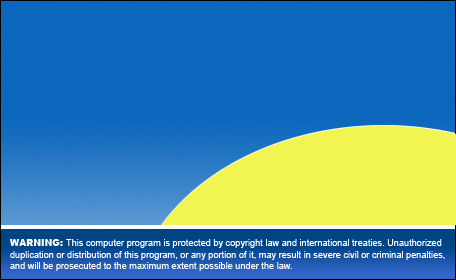 WARNING: This computer program is protected by copyright law and international treaties. Unauthorized
duplication or distribution of this program, or any portion of it, may result in severe civil or criminal penalties,
and will be prosecuted to the maximum extent possible under the law.